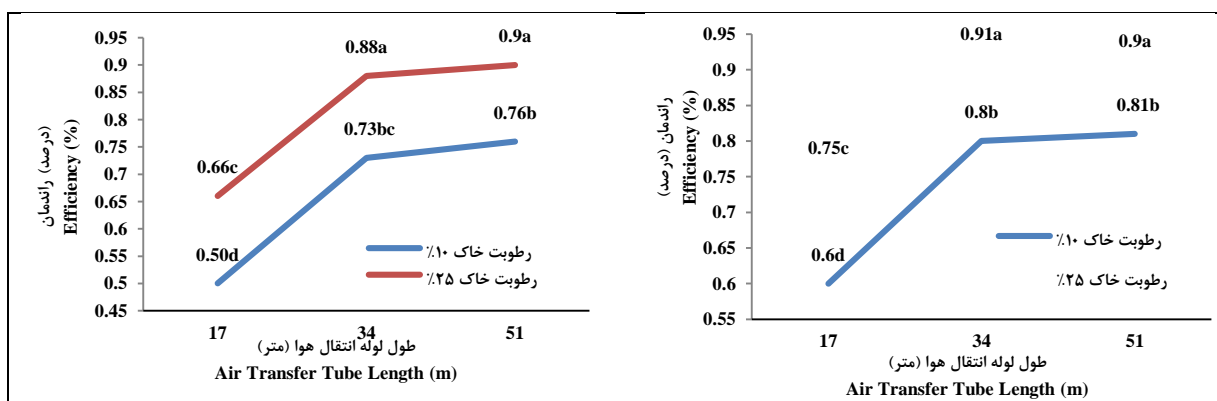 0.95
0.9
0.85
0.8
0.75
0.7
0.65
0.6
0.55
0.5
0.45
راندمان (درصد)
Efficiency (%)
0.66c
0.88a
0.9a
0.50d
0.73bc
0.76b
رطوبت خاک ۱۰٪
رطوبت خاک ۲۵٪
17
34
51
طول لوله انتقال هوا (متر)
Air Transfer Tube Length (m)
0.95
0.9
0.85
0.8
0.75
0.7
0.65
0.6
0.55
راندمان (درصد)
Efficiency (%)
0.75c
0.91a
0.9a
0.6d
0.8b
0.81b
رطوبت خاک ۱۰٪
رطوبت خاک ۲۵٪
17
34
51
طول لوله انتقال هوا (متر)
Air Transfer Tube Length (m)